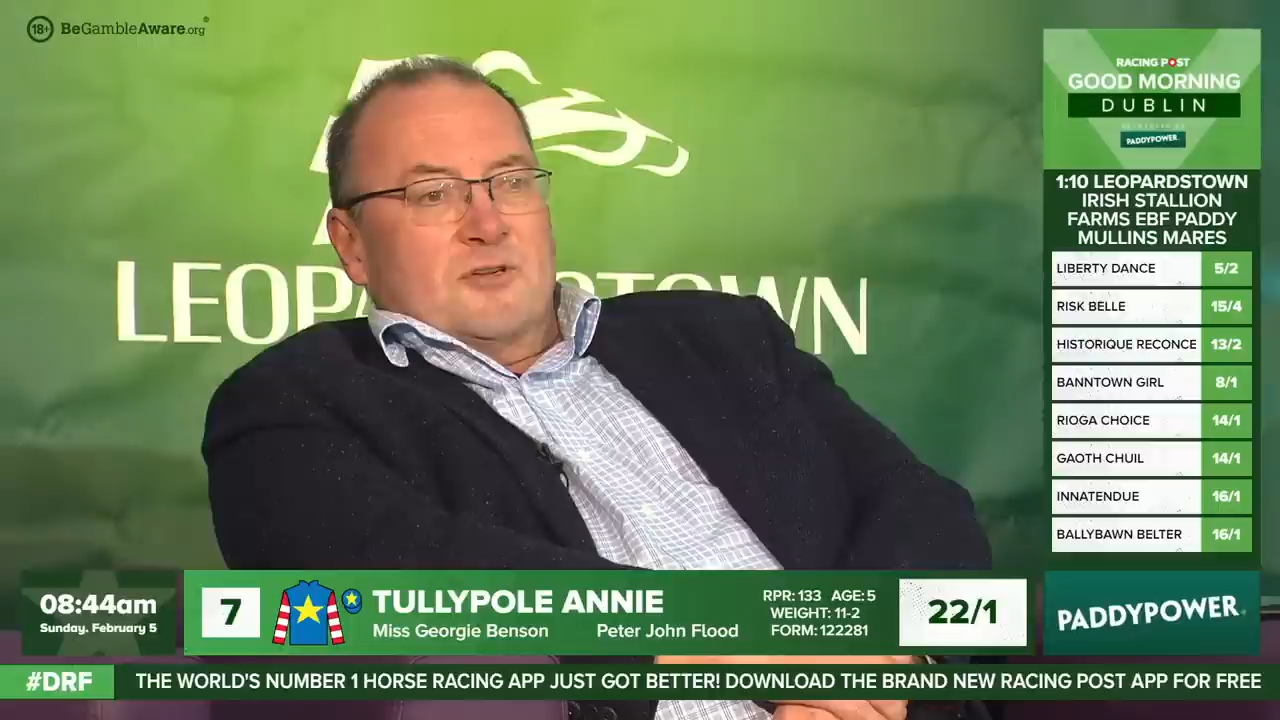 18+ BeGambleAware.org
LEOPARDSTOWN
RACING POST
GOOD MORNING
DUBLIN
PADDYPOWER
1:10 LEOPARDSTOWN
IRISH STALLION
FARMS EBF PADDY
MULLINS MARES
LIBERTY DANCE 5/2
RISK BELLE 15/4
HISTORIQUE RECONCE 13/2
BANNTOWN GIRL 8/1
RIOGA CHOICE 14/1
GAOTH CHUIL 14/1
INNATENDUE 16/1
BALLYBAWN BELTER 16/1
08:44am
Sunday, February 5
7
TULLYPOLE ANNIE
Miss Georgie Benson Peter John Flood
RPR: 133 AGE: 5
WEIGHT: 11-2
FORM: 122281
22/1
PADDYPOWER.
#DRF THE WORLD'S NUMBER 1 HORSE RACING APP JUST GOT BETTER! DOWNLOAD THE BRAND NEW RACING POST APP FOR FREE